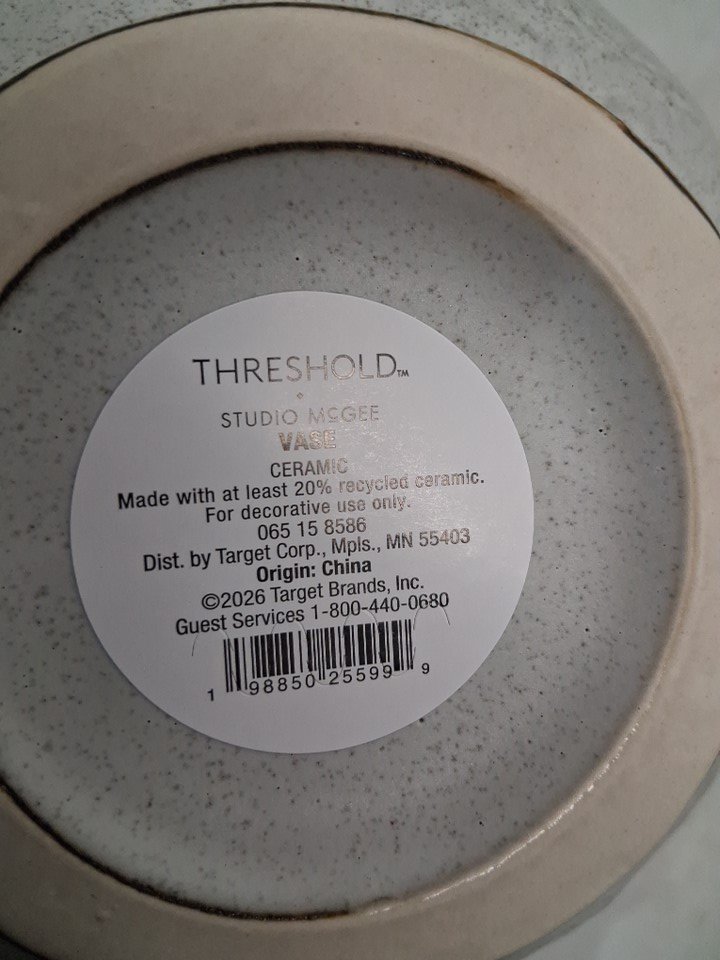 THRESHOLD™
STUDIO McGEE
VASE
CERAMIC
Made with at least 20% recycled ceramic.
For decorative use only.
065 15 8586
Dist. by Target Corp., Mpls., MN 55403
Origin: China
©2026 Target Brands, Inc.
Guest Services 1-800-440-0680
1 98850 25599 9